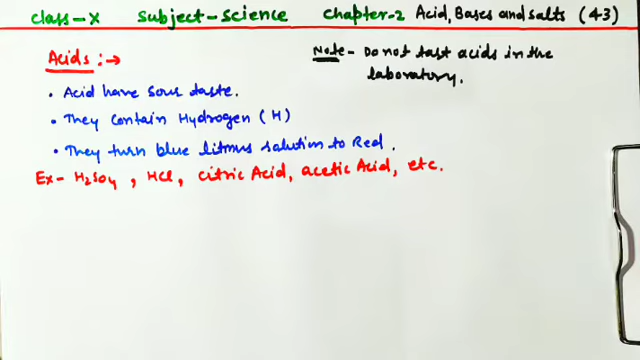 Class-X Subject-Science Chapter-2 Acid, Bases and Salts (43)
Acids :→
Note - Do not tast acids in the
laboratory.
• Acid have sour taste.
• They contain Hydrogen (H)
• They turn blue litmus solution to Red.
Ex- H₂SO₄, HCl, citric Acid, acetic Acid, etc.